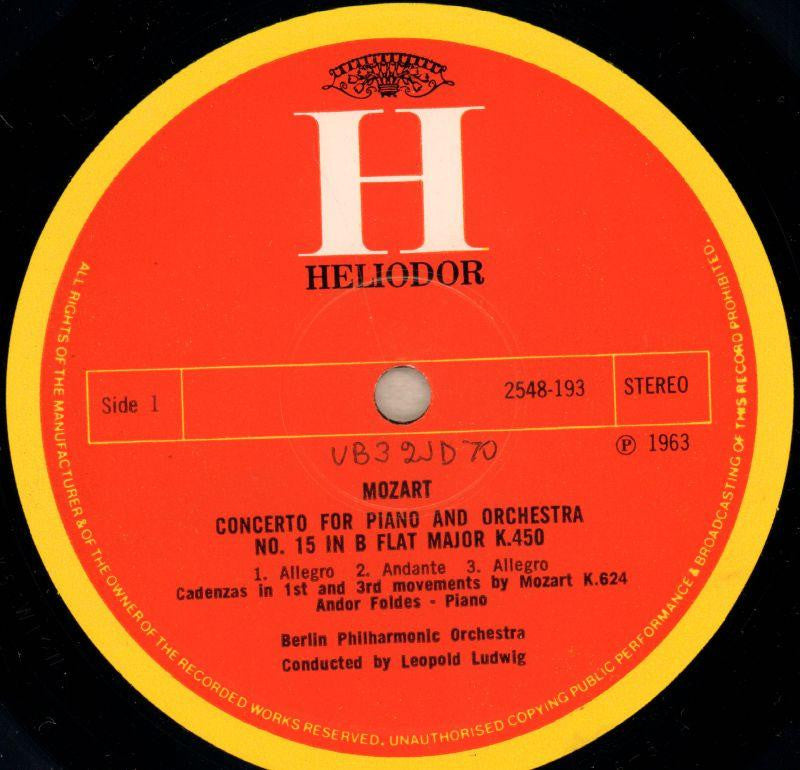 H
HELIODOR
Side 1
2548-193
STEREO
VB3 2JD 70
℗ 1963
MOZART
CONCERTO FOR PIANO AND ORCHESTRA
NO. 15 IN B FLAT MAJOR K.450
1. Allegro 2. Andante 3. Allegro
Cadenzas in 1st and 3rd movements by Mozart K.624
Andor Foldes - Piano
Berlin Philharmonic Orchestra
Conducted by Leopold Ludwig
ALL RIGHTS OF THE MANUFACTURER & OF THE OWNER OF THE RECORDED WORKS RESERVED. UNAUTHORISED COPYING PUBLIC PERFORMANCE & BROADCASTING OF THIS RECORD PROHIBITED.